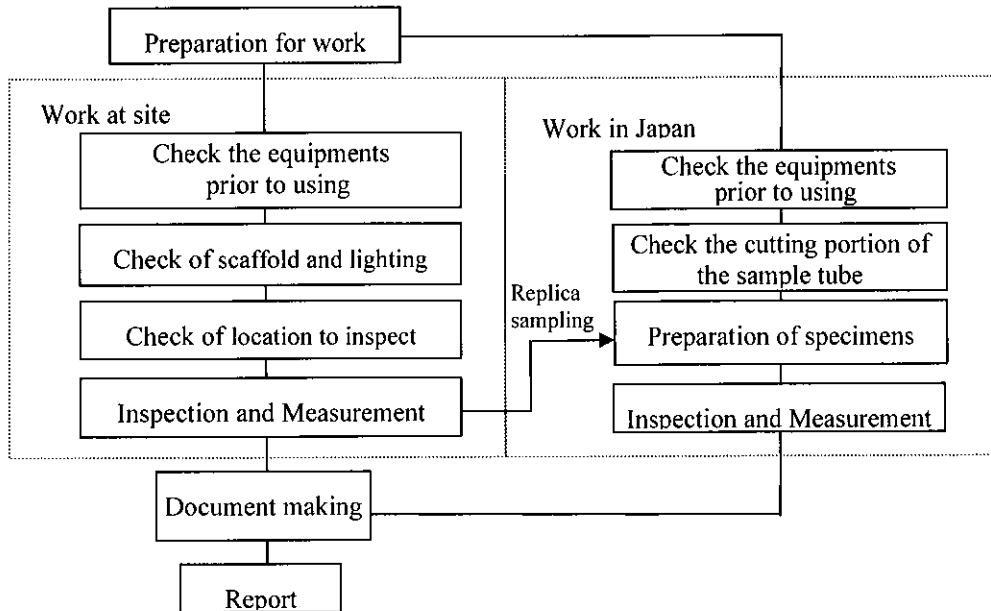 Preparation for work
Work at site
Check the equipments
prior to using
Check of scaffold and lighting
Check of location to inspect
Inspection and Measurement
Replica
sampling
Work in Japan
Check the equipments
prior to using
Check the cutting portion of
the sample tube
Preparation of specimens
Inspection and Measurement
Document making
Report